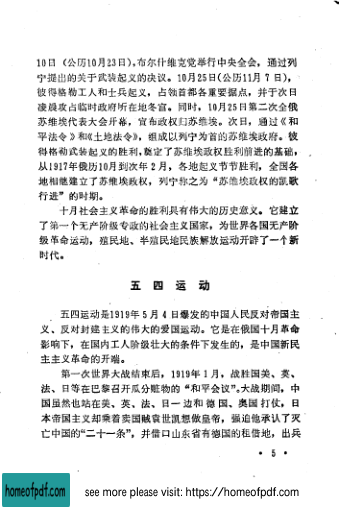 10日（公历10月23日），布尔什维克党举行中央全会，通过列
宁提出的关于武装起义的决议。10月25日(公历11月7日)，
彼得格勒工人和士兵起义，占领首都各重要据点，并于次日
凌晨攻占临时政府所在地冬宫。同时，10月25日第二次全俄
苏维埃代表大会开幕，宣布政权归苏维埃。次日，通过《和
平法令》和《土地法令》，组成以列宁为首的苏维埃政府。彼
得格勒武装起义的胜利，奠定了苏维埃政权胜利前进的基础，
从1917年俄历10月到次年2月，各地起义节节胜利，全国各
地相继建立了苏维埃政权，列宁称之为“苏维埃政权的凯歌
行进”的时期。
十月社会主义革命的胜利具有伟大的历史意义。它建立
了第一个无产阶级专政的社会主义国家，为世界各国无产阶
级革命运动，殖民地、半殖民地民族解放运动开辟了一个新
时代。
五四运动
五四运动是1919年5月4日爆发的中国人民反对帝国主
义、反对封建主义的伟大的爱国运动。它是在俄国十月革命
影响下，在国内工人阶级壮大的条件下发生的，是中国新民
主主义革命的开端。
第一次世界大战结束后，1919年1月，战胜国美、英、
法、日等在巴黎召开瓜分赃物的“和平会议”。大战期间，中
国虽然也站在美、英、法、日一边和德国、奥国打仗，日
本帝国主义却乘着卖国贼袁世凯想做皇帝，强迫他承认了灭
亡中国的“二十一条”，并借口山东省有德国的租借地，出兵
· 5 ·
homeofpdf.com
see more please visit: https://homeofpdf.com